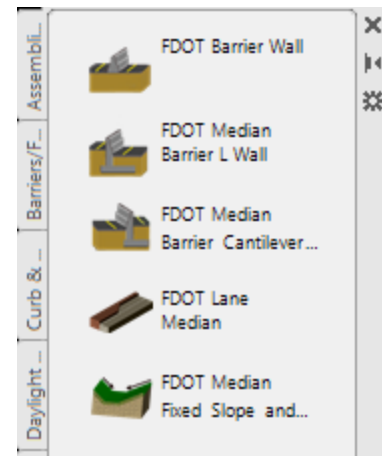 Assembli...
Barriers/F...
Curb & ...
Daylight ...
FDOT Barrier Wall
FDOT Median
Barrier L Wall
FDOT Median
Barrier Cantilever...
FDOT Lane
Median
FDOT Median
Fixed Slope and...